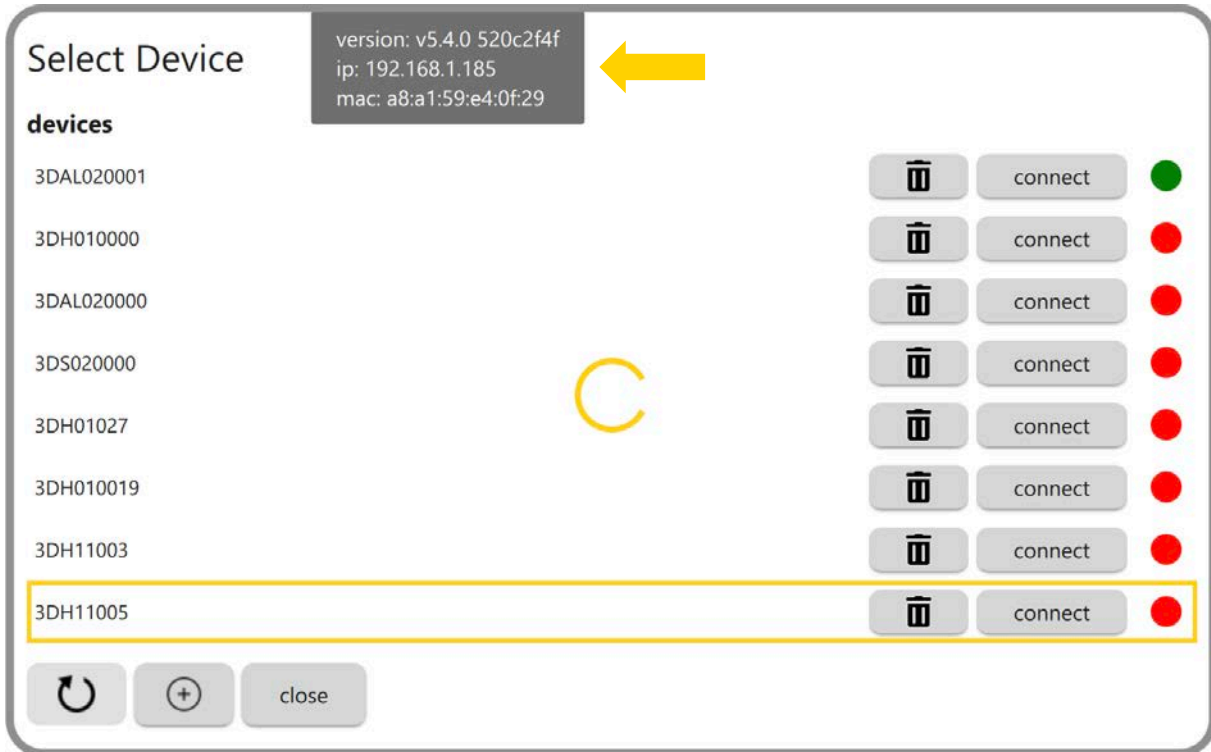 Select Device
version: v5.4.0 520c2f4f
ip: 192.168.1.185
mac: a8:a1:59:e4:0f:29
devices
3DAL020001 connect
3DH010000 connect
3DAL020000 connect
3DS020000 connect
3DH01027 connect
3DH010019 connect
3DH11003 connect
3DH11005 connect
close